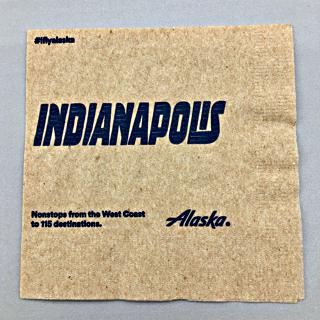 #iflyalaska
INDIANAPOLIS
Nonstops from the West Coast
to 115 destinations.
Alaska.